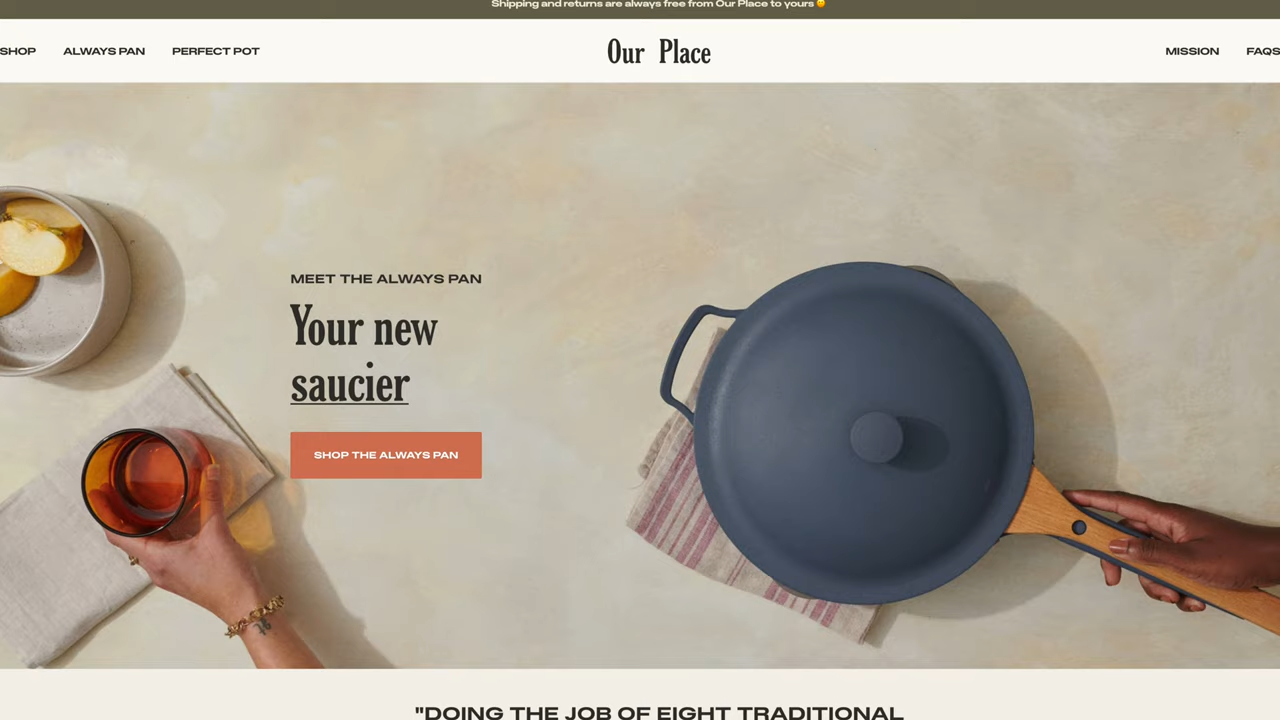 Shipping and returns are always free from Our Place to yours 🙂
SHOP ALWAYS PAN PERFECT POT Our Place MISSION FAQS
MEET THE ALWAYS PAN
Your new
saucier
SHOP THE ALWAYS PAN
"DOING THE JOB OF EIGHT TRADITIONAL